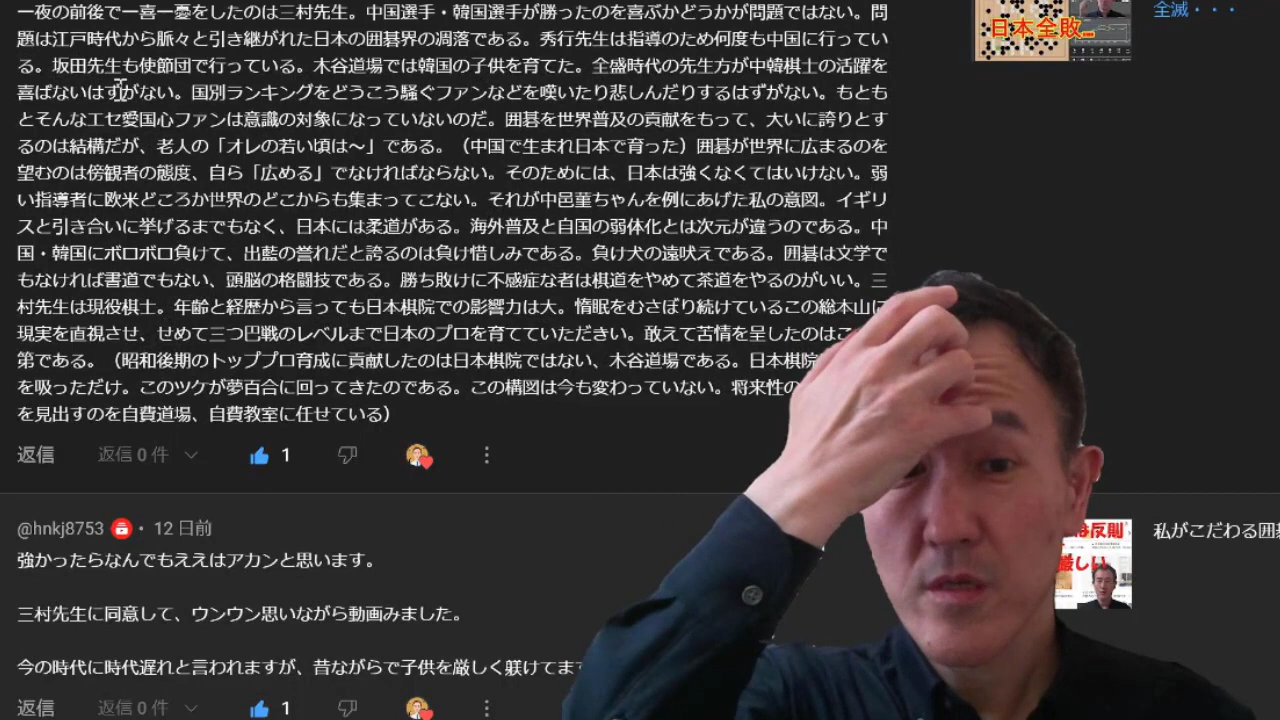 一夜の前後で一喜一憂をしたのは三村先生。中国選手・韓国選手が勝ったのを喜ぶかどうかが問題ではない。問
題は江戸時代から脈々と引き継がれた日本囲碁界の凋落である。秀行先生は指導のため何度も中国に行ってい
る。坂田先生も使節団で行っている。木谷道場では韓国の子供を育てた。全盛時代の先生方が中韓棋士の活躍を
喜ばないはずがない。国別ランキングをどうこう騒ぐファンなどを嘆いたり悲しんだりするはずがない。もとも
とそんなエセ愛国心ファンは意識の対象になっていないのだ。囲碁を世界普及の貢献をもって、大いに誇りとす
るのは結構だが、老人の「オレの若い頃は〜」である。（中国で生まれ日本で育った）囲碁が世界に広まるのを
望むのは傍観者の態度、自ら「広める」でなければならない。そのためには、日本は強くなくてはいけない。弱
い指導者に欧米どころか世界のどこからも集まってこない。それが中邑菫ちゃんを例にあげた私の意図。イギリ
スと引き合いに挙げるまでもなく、日本には柔道がある。海外普及と自国の弱体化とは次元が違うのである。中
国・韓国にボロボロ負けて、出藍の誉れだと誇るのは負け惜しみである。負け犬の遠吠えである。囲碁は文学で
もなければ書道でもない、頭脳の格闘技である。勝ち敗けに不感症な者は棋道をやめて茶道をやるのがいい。三
村先生は現役棋士。年齢と経歴から言っても日本棋院での影響力は大。惰眠をむさぼり続けているこの総本山に
現実を直視させ、せめて三つ巴戦のレベルまで日本のプロを育てていただきい。敢えて苦情を呈したのはこ
第である。（昭和後期のトッププロ育成に貢献したのは日本棋院ではない、木谷道場である。日本棋院
を吸っただけ。このツケが夢百合に回ってきたのである。この構図は今も変わっていない。将来性の
を見出すのを自費道場、自費教室に任せている）
返信 返信 0 件 1
@hnkj8753 ・ 12 日前
強かったらなんでもええはアカンと思います。
三村先生に同意して、ウンウン思いながら動画みました。
今の時代に時代遅れと言われますが、昔ながらで子供を厳しく躾けてま
返信 返信 0 件 1
全滅・・・
日本全敗...
は反則
厳しい
私がこだわる囲